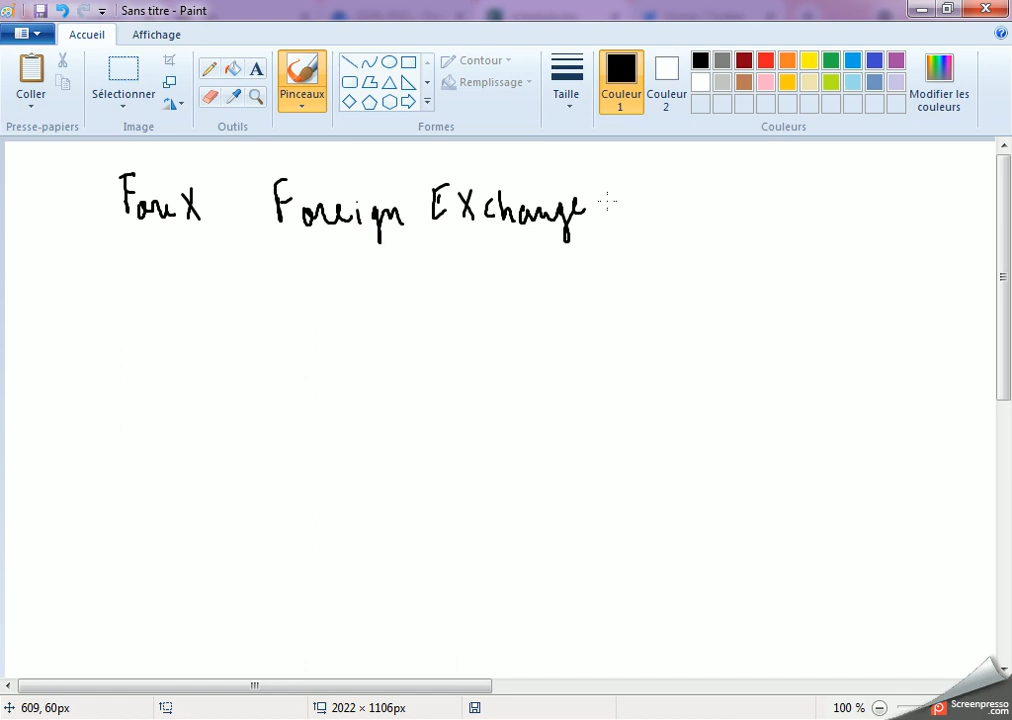 Sans titre - Paint
Accueil Affichage
Coller
Sélectionner
Pinceaux
Contour
Remplissage
Taille
Couleur 1
Couleur 2
Modifier les couleurs
Presse-papiers Image Outils Formes Couleurs
Forex Foreign EXchange
609, 60px 2022 × 1106px 100 %
Screenpresso.com